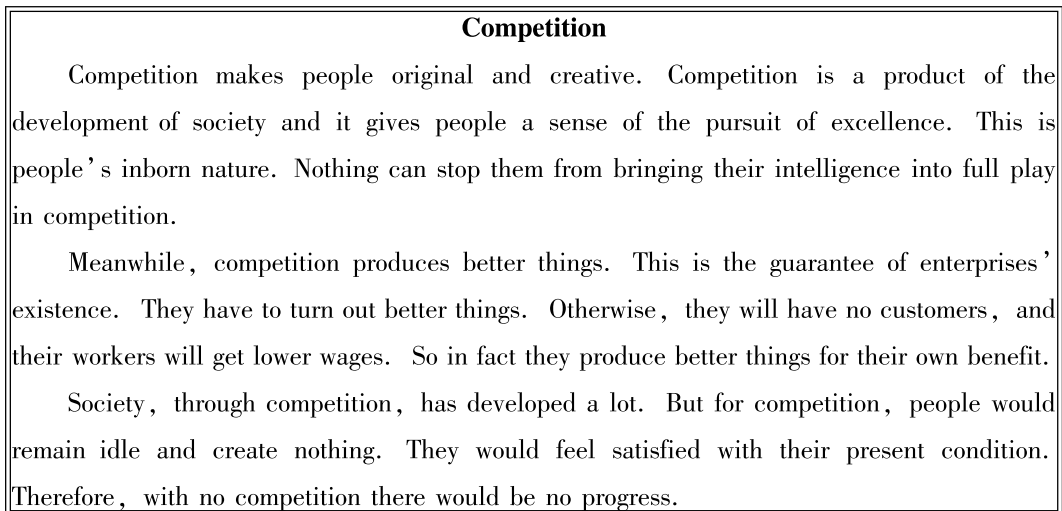 Competition
Competition makes people original and creative. Competition is a product of the
development of society and it gives people a sense of the pursuit of excellence. This is
people’s inborn nature. Nothing can stop them from bringing their intelligence into full play
in competition.
Meanwhile, competition produces better things. This is the guarantee of enterprises’
existence. They have to turn out better things. Otherwise, they will have no customers, and
their workers will get lower wages. So in fact they produce better things for their own benefit.
Society, through competition, has developed a lot. But for competition, people would
remain idle and create nothing. They would feel satisfied with their present condition.
Therefore, with no competition there would be no progress.